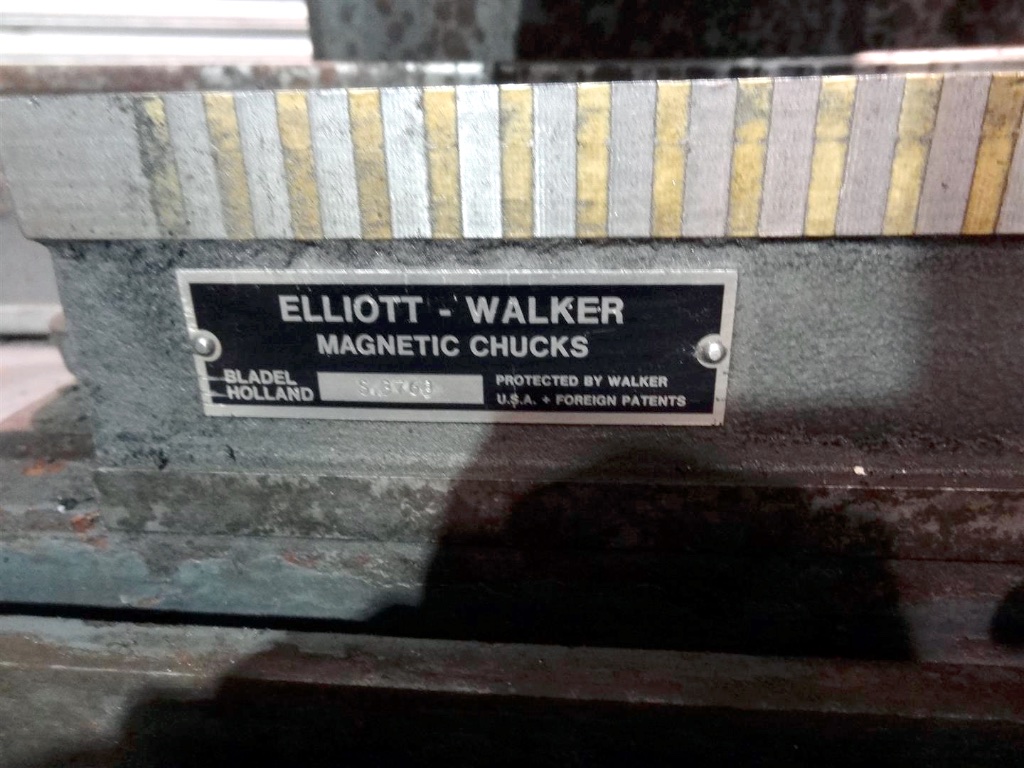 ELLIOTT - WALKER
MAGNETIC CHUCKS
BLADEL
HOLLAND
PROTECTED BY WALKER
U.S.A. + FOREIGN PATENTS